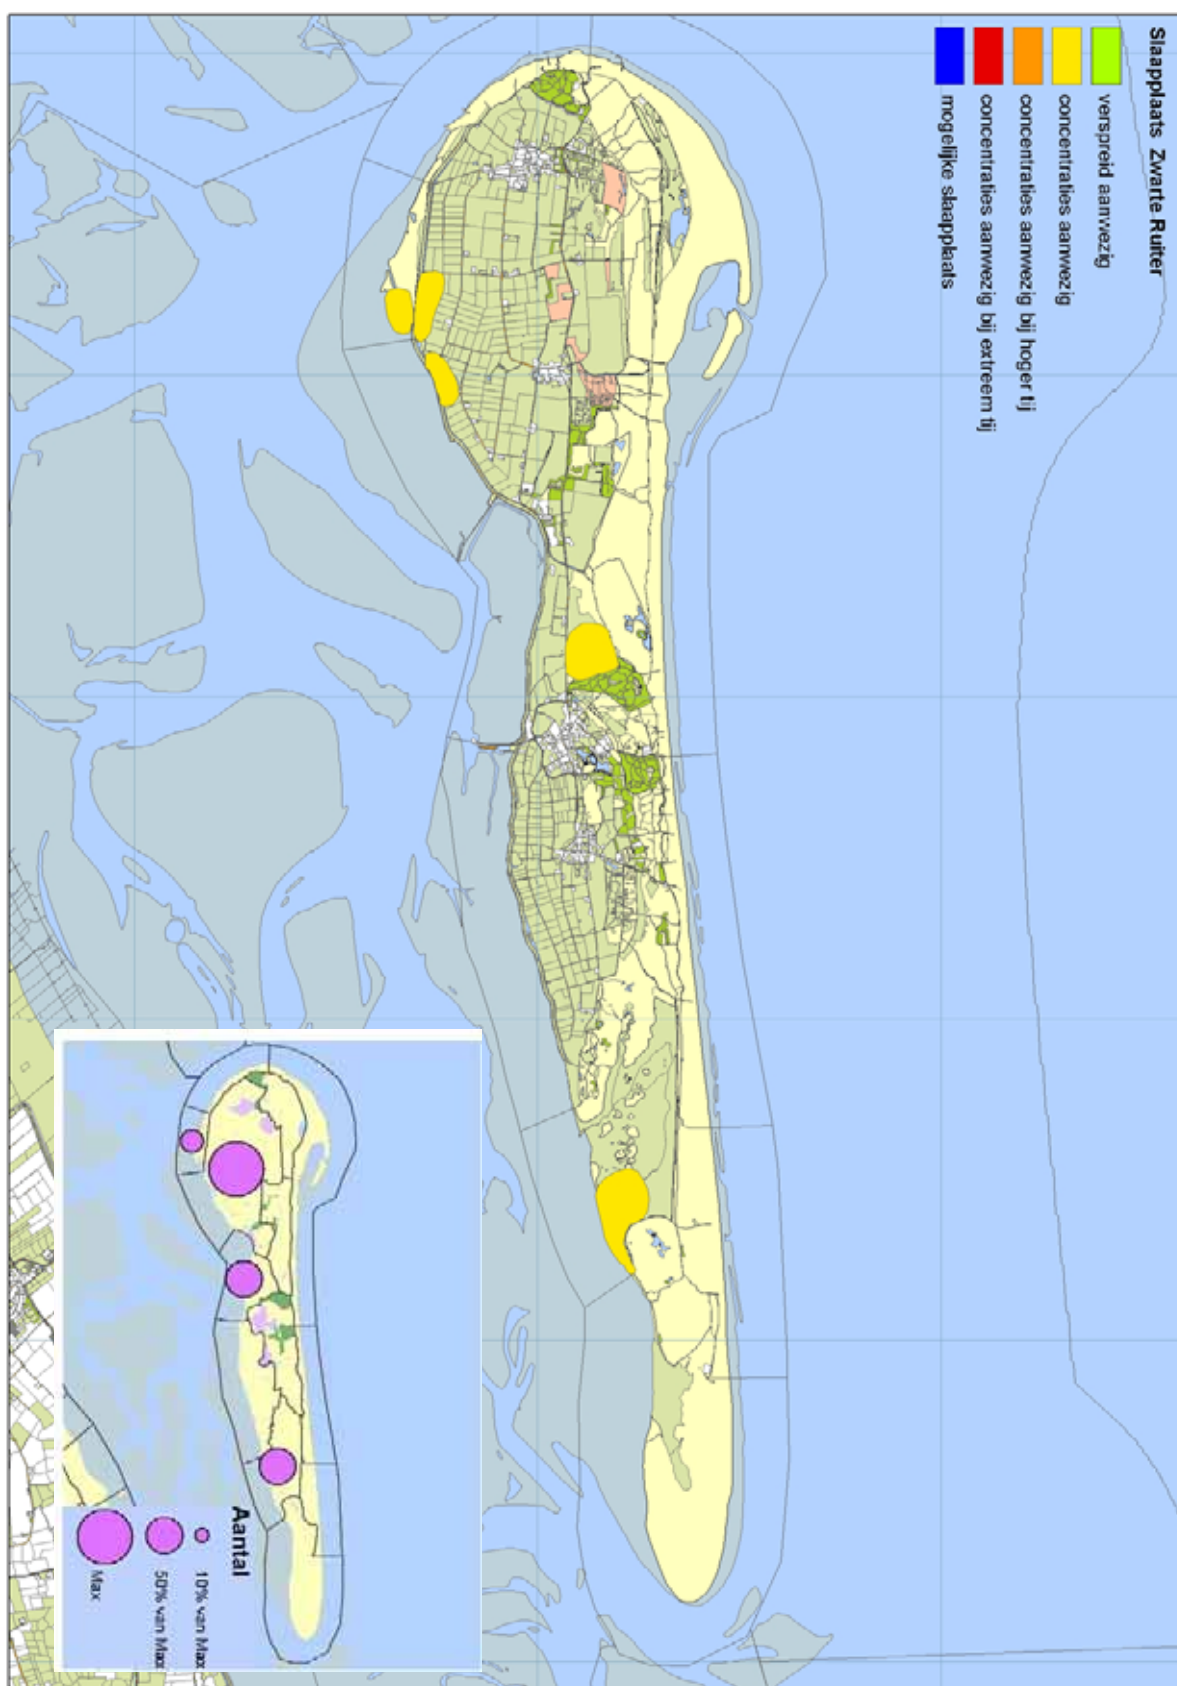 Slaapplaats Zwarte Ruiter
verspreid aanwezig
concentraties aanwezig
concentraties aanwezig bij hoger tij
concentraties aanwezig bij extreem tij
mogelijke slaapplaats
Aantal
10% van Max
50% van Max
Max